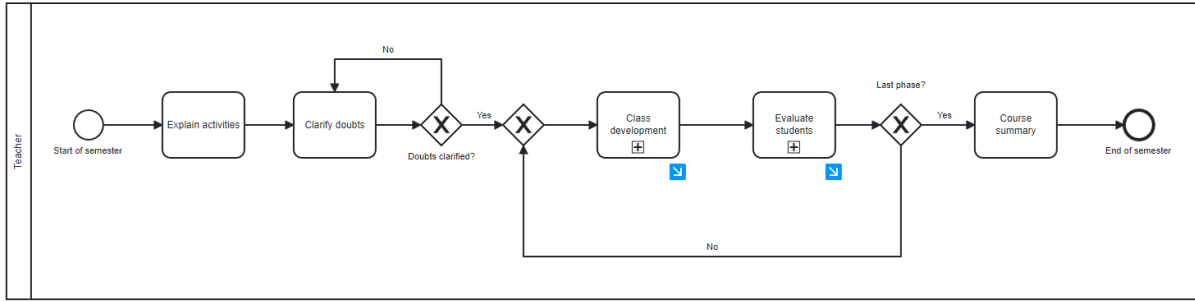 Teacher
Start of semester
Explain activities
Clarify doubts
No
Doubts clarified?
Yes
Class
development
Evaluate
students
Last phase?
Yes
No
Course
summary
End of semester